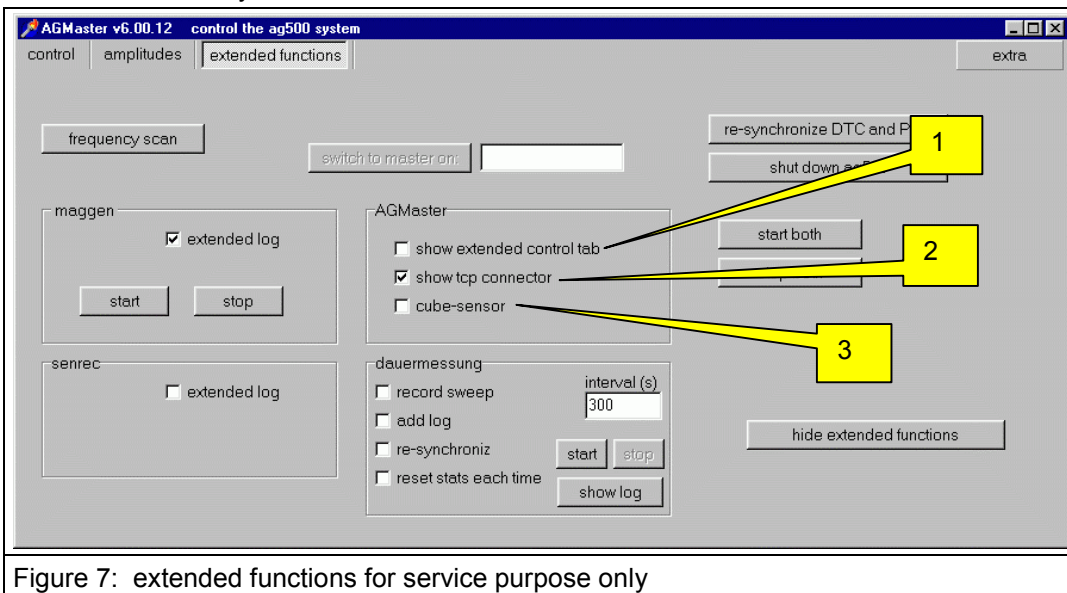 AGMaster v6.00.12 control the ag500 system
control amplitudes extended functions extra
frequency scan
switch to master on:
re-synchronize DTC and P
1
shut down
maggen
extended log
start stop
AGMaster
show extended control tab
show tcp connector
cube-sensor
start both
2
3
senrec
extended log
dauermessung
record sweep
add log
re-synchroniz
reset stats each time
interval (s)
300
start stop
show log
hide extended functions
Figure 7: extended functions for service purpose only